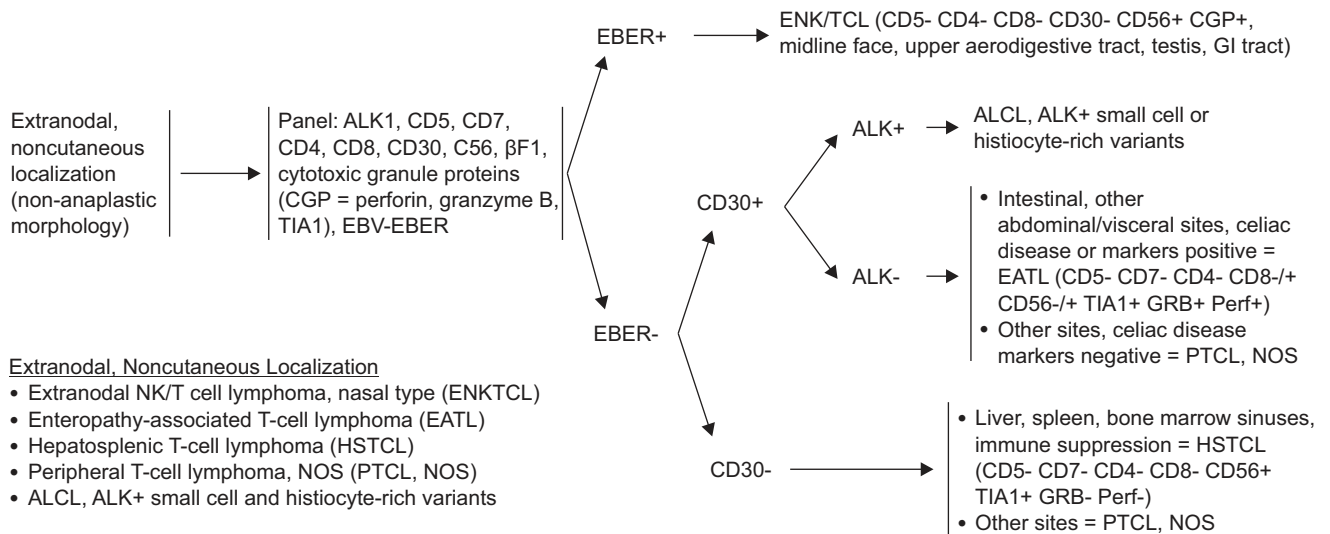 Extranodal,
noncutaneous
localization
(non-anaplastic
morphology)
Panel: ALK1, CD5, CD7,
CD4, CD8, CD30, C56, βF1,
cytotoxic granule proteins
(CGP = perforin, granzyme B,
TIA1), EBV-EBER
EBER+
ENK/TCL (CD5- CD4- CD8- CD30- CD56+ CGP+,
midline face, upper aerodigestive tract, testis, GI tract)
EBER-
CD30+
ALK+
ALCL, ALK+ small cell or
histiocyte-rich variants
ALK-
• Intestinal, other
abdominal/visceral sites, celiac
disease or markers positive =
EATL (CD5- CD7- CD4- CD8-/+
CD56-/+ TIA1+ GRB+ Perf+)
• Other sites, celiac disease
markers negative = PTCL, NOS
CD30-
• Liver, spleen, bone marrow sinuses,
immune suppression = HSTCL
(CD5- CD7- CD4- CD8- CD56+
TIA1+ GRB- Perf-)
• Other sites = PTCL, NOS
Extranodal, Noncutaneous Localization
• Extranodal NK/T cell lymphoma, nasal type (ENKTCL)
• Enteropathy-associated T-cell lymphoma (EATL)
• Hepatosplenic T-cell lymphoma (HSTCL)
• Peripheral T-cell lymphoma, NOS (PTCL, NOS)
• ALCL, ALK+ small cell and histiocyte-rich variants